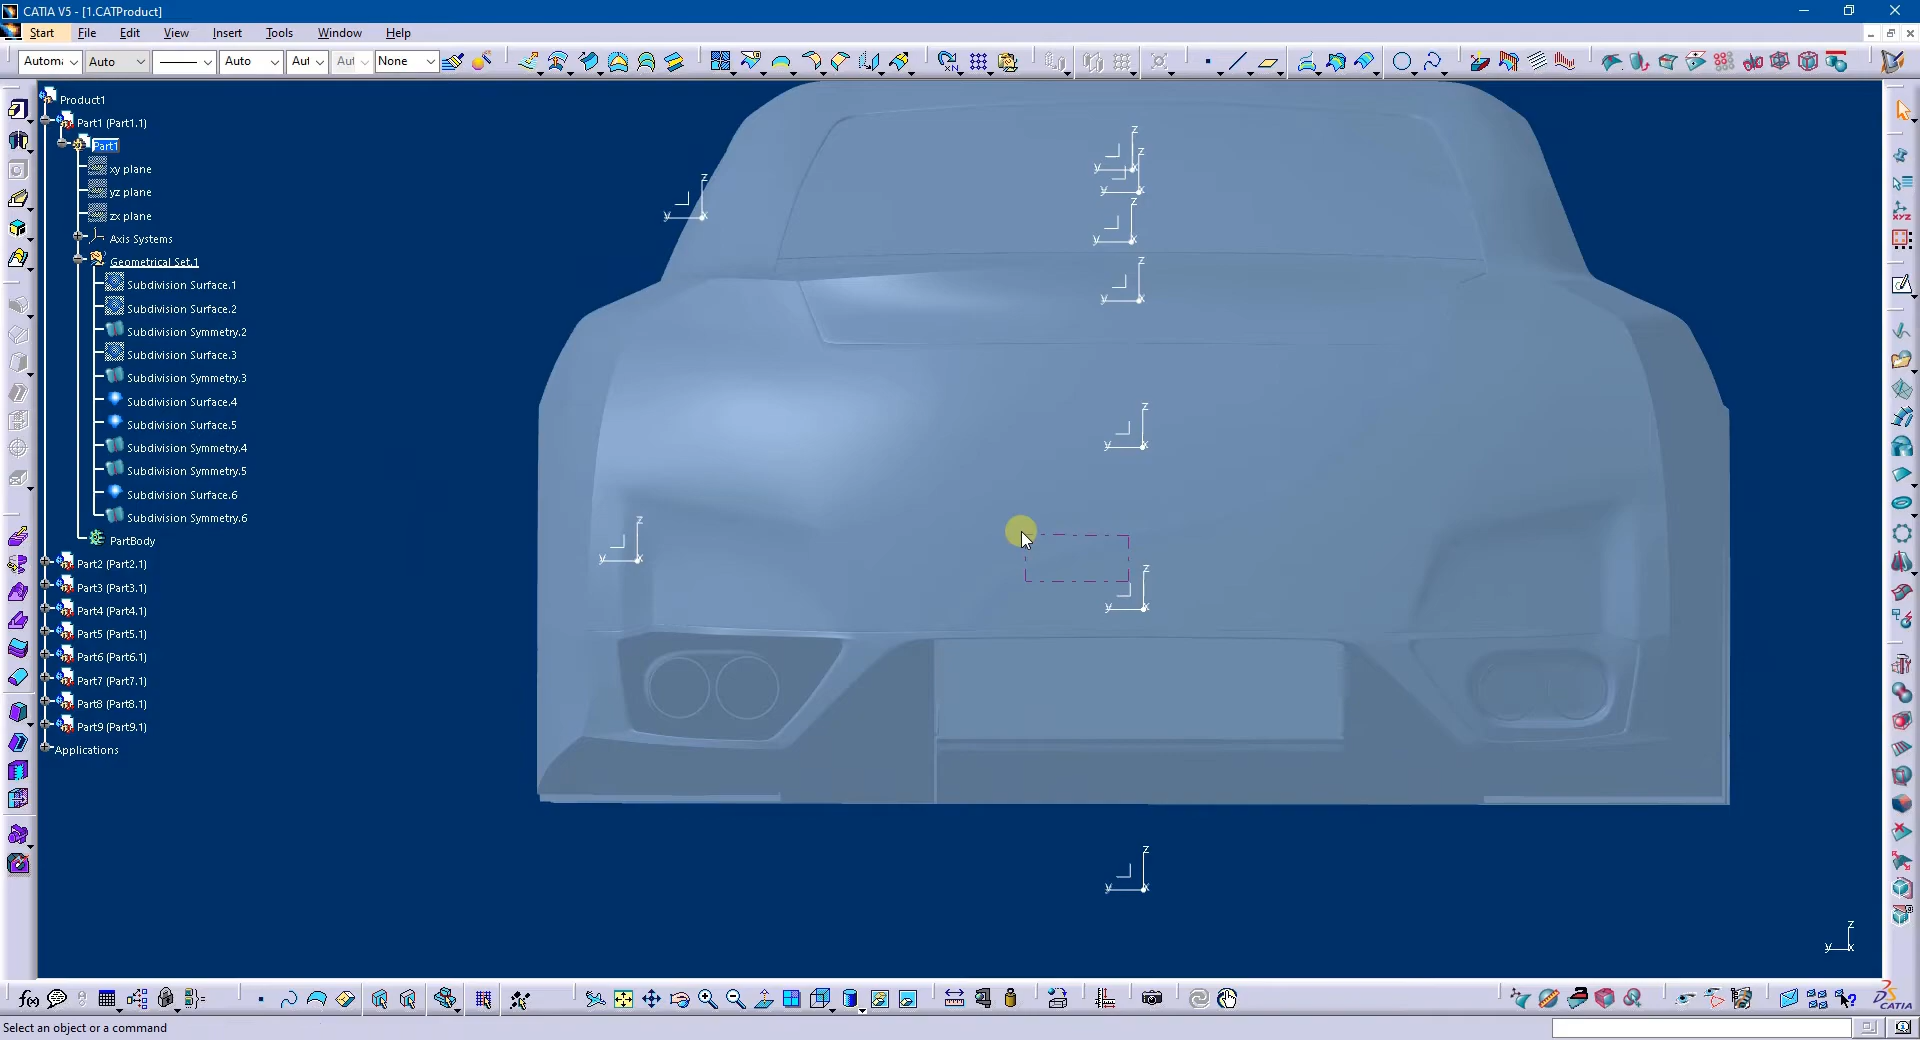 CATIA V5 - [1.CATProduct]
Start File Edit View Insert Tools Window Help
Auto Auto None
Product1
Part1 (Part1.1)
Part1
xy plane
yz plane
zx plane
Axis Systems
Geometrical Set.1
Subdivision Surface.1
Subdivision Surface.2
Subdivision Symmetry.2
Subdivision Surface.3
Subdivision Symmetry.3
Subdivision Surface.4
Subdivision Surface.5
Subdivision Symmetry.4
Subdivision Symmetry.5
Subdivision Surface.6
Subdivision Symmetry.6
PartBody
Part2 (Part2.1)
Part3 (Part3.1)
Part4 (Part4.1)
Part5 (Part5.1)
Part6 (Part6.1)
Part7 (Part7.1)
Part8 (Part8.1)
Part9 (Part9.1)
Applications
z
y x
z
y x
z
y x
z
y x
z
y x
z
y x
z
y x
z
y x
z
y x
z
y x
f(x)
CATIA
Select an object or a command